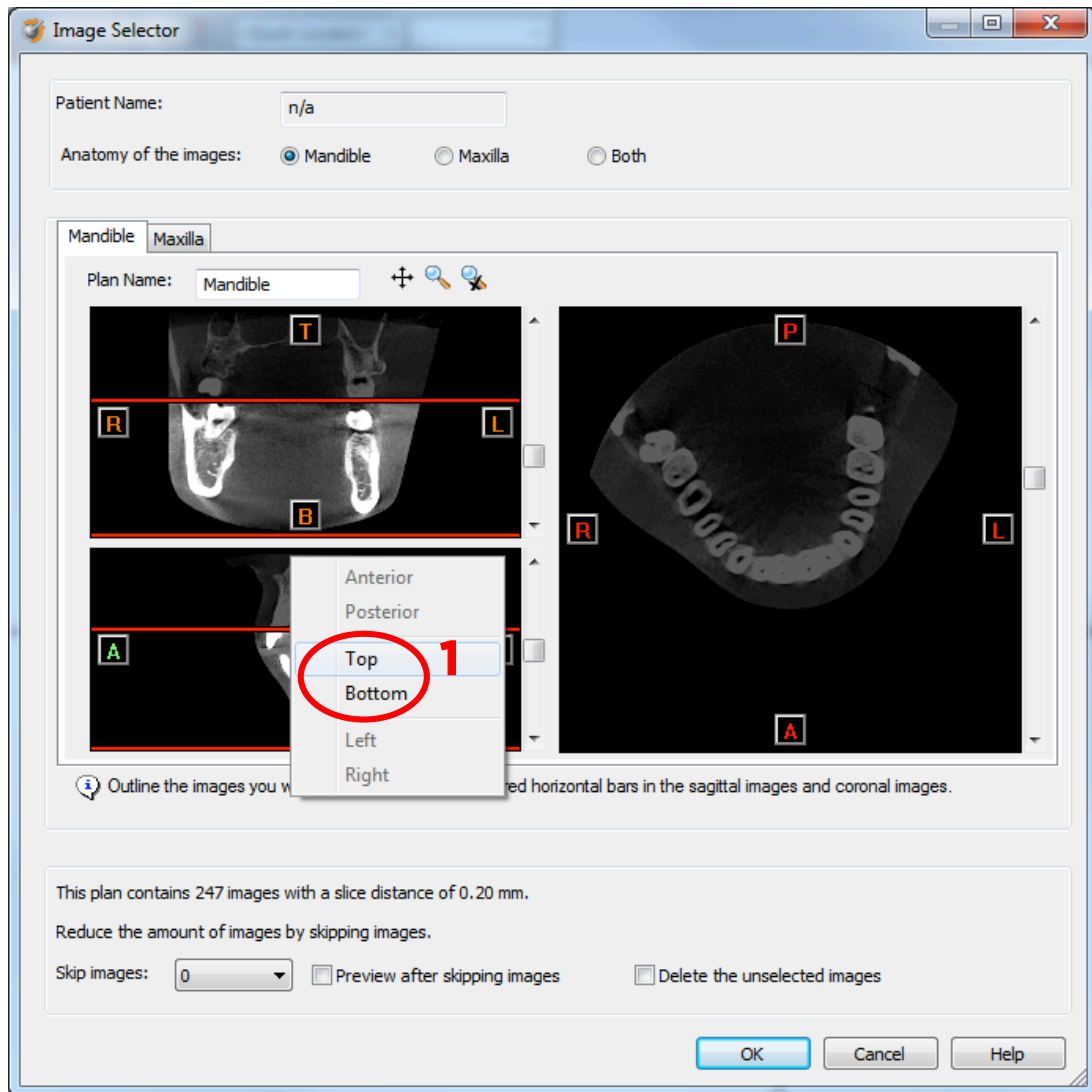 Image Selector
Patient Name:
n/a
Anatomy of the images:
Mandible
Maxilla
Both
Mandible
Maxilla
Plan Name:
Mandible
T
R
L
B
P
R
L
A
A
Anterior
Posterior
Top
Bottom
1
Left
Right
Outline the images you
red horizontal bars in the sagittal images and coronal images.
This plan contains 247 images with a slice distance of 0.20 mm.
Reduce the amount of images by skipping images.
Skip images:
0
Preview after skipping images
Delete the unselected images
OK
Cancel
Help